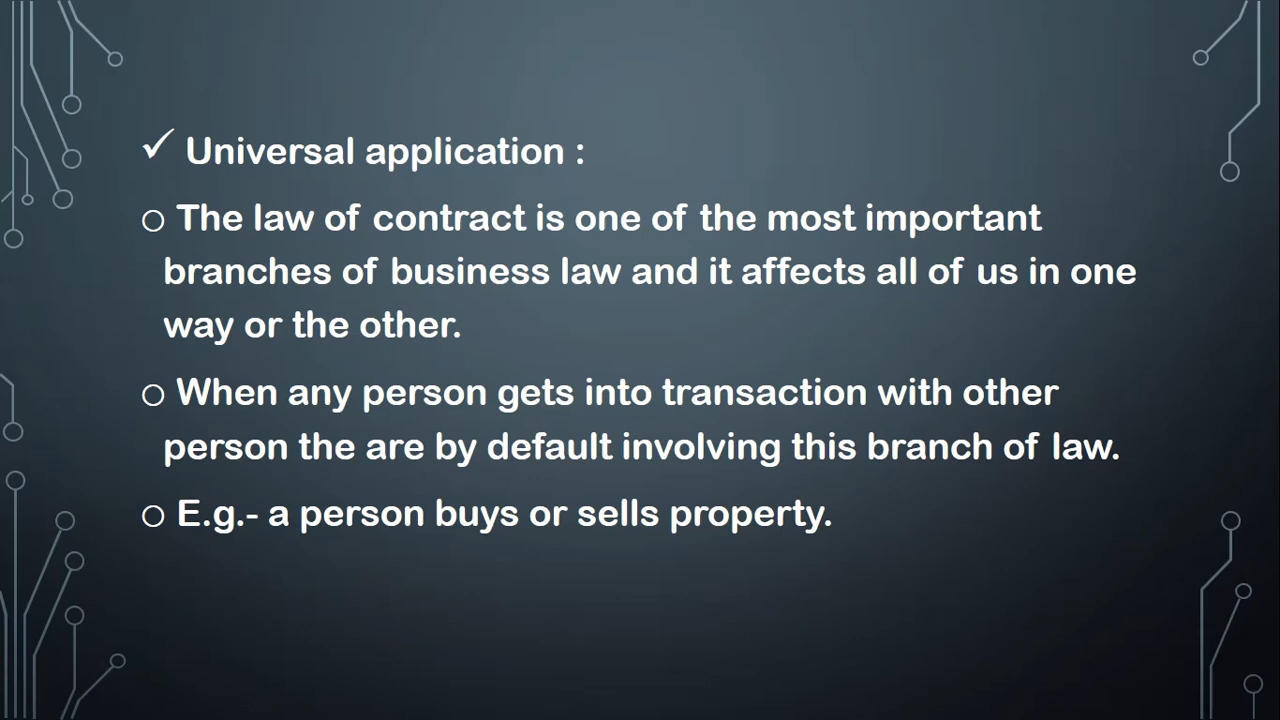 ✓ Universal application :
○ The law of contract is one of the most important
branches of business law and it affects all of us in one
way or the other.
○ When any person gets into transaction with other
person the are by default involving this branch of law.
○ E.g.- a person buys or sells property.